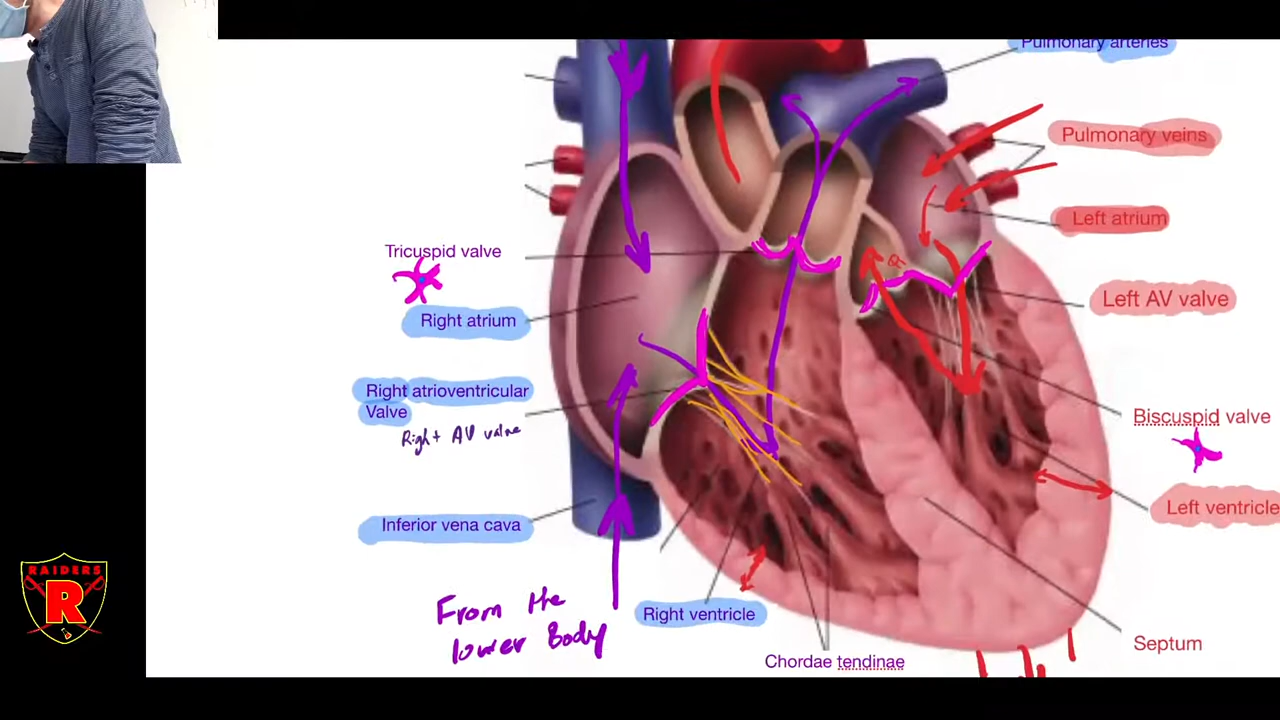 Pulmonary arteries
Pulmonary veins
Left atrium
Tricuspid valve
Left AV valve
Right atrium
Right atrioventricular
Valve
Right AV valve
Biscuspid valve
Left ventricle
Inferior vena cava
From the
lower Body
Right ventricle
Septum
Chordae tendinae
RAIDERS
R